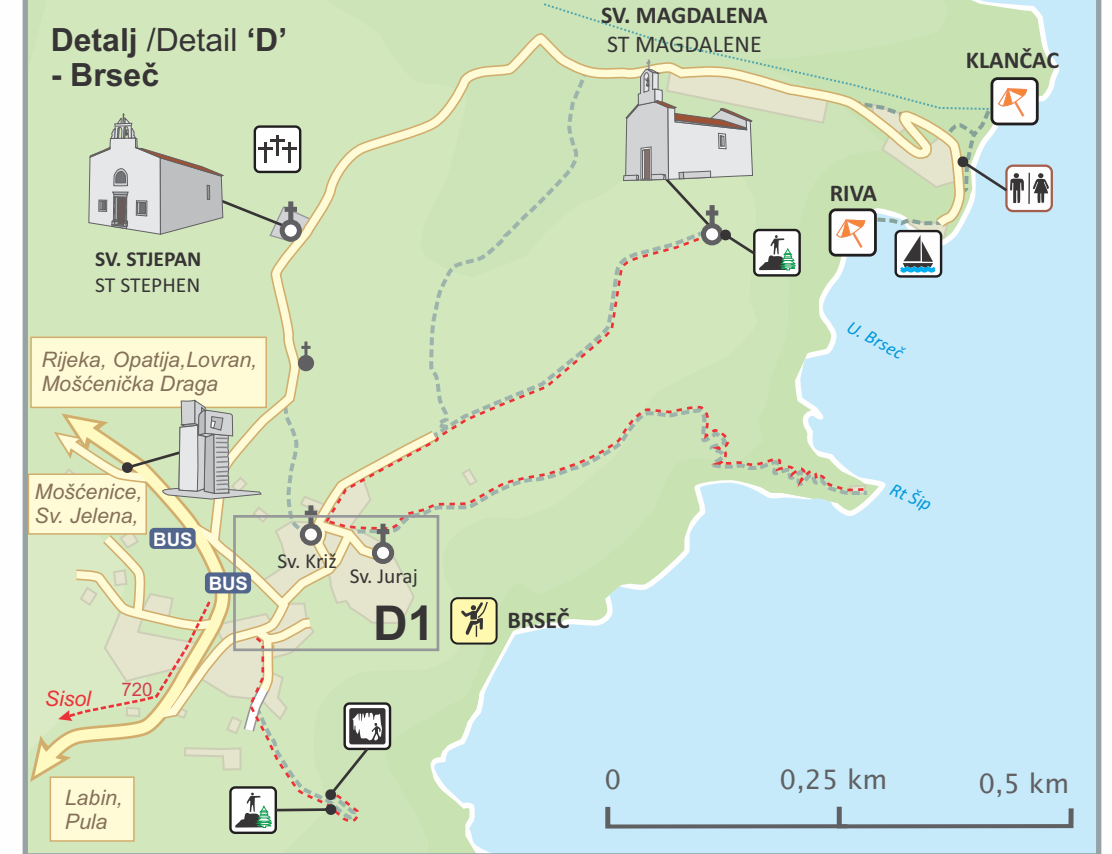 Detalj /Detail ‘D’
- Brseč
SV. MAGDALENA
ST MAGDALENE
KLANČAC
RIVA
SV. STJEPAN
ST STEPHEN
U. Brseč
Rijeka, Opatija,Lovran,
Mošćenička Draga
Mošćenice,
Sv. Jelena,
Rt Šip
BUS
BUS
Sv. Križ
Sv. Juraj
D1
BRSEČ
Sisol
720
Labin,
Pula
0
0,25 km
0,5 km